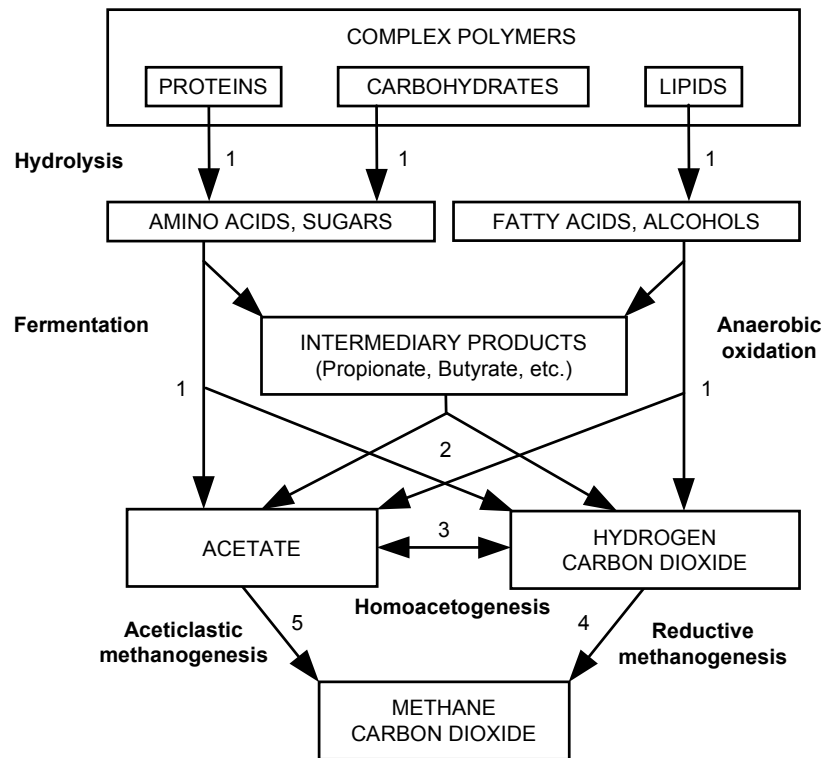 COMPLEX POLYMERS
PROTEINS
CARBOHYDRATES
LIPIDS
Hydrolysis
1
1
1
AMINO ACIDS, SUGARS
FATTY ACIDS, ALCOHOLS
Fermentation
INTERMEDIARY PRODUCTS
(Propionate, Butyrate, etc.)
Anaerobic
oxidation
1
1
2
ACETATE
3
HYDROGEN
CARBON DIOXIDE
Homoacetogenesis
Aceticlastic
methanogenesis
5
4
Reductive
methanogenesis
METHANE
CARBON DIOXIDE